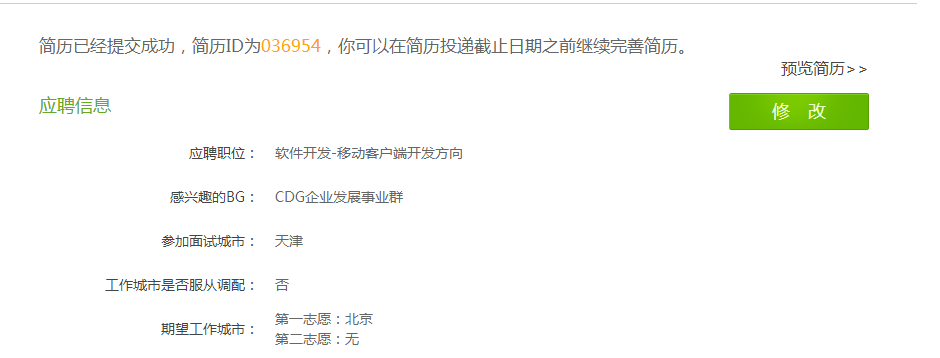 简历已经提交成功，简历ID为036954，你可以在简历投递截止日期之前继续完善简历。
预览简历>>
应聘信息
修 改
应聘职位： 软件开发-移动客户端开发方向
感兴趣的BG： CDG企业发展事业群
参加面试城市： 天津
工作城市是否服从调配： 否
期望工作城市： 第一志愿：北京
第二志愿：无